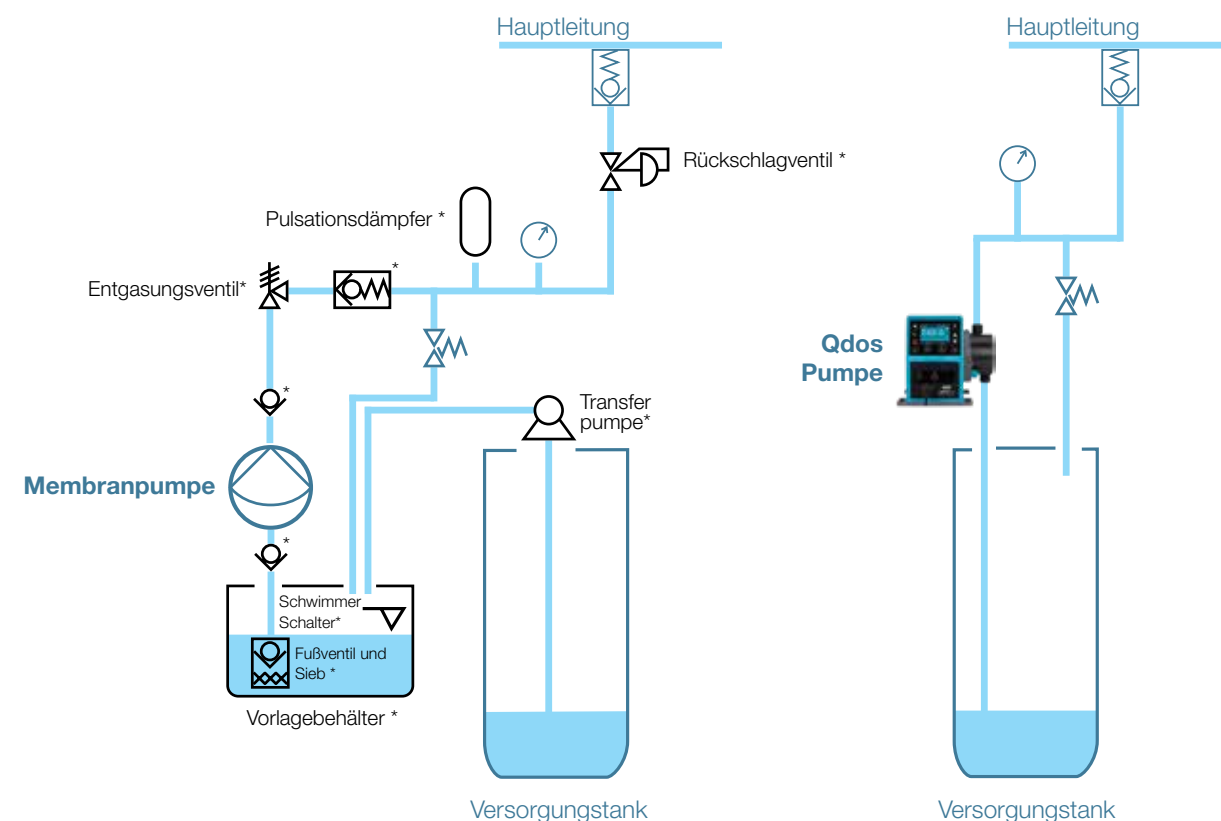 Hauptleitung
Rückschlagventil *
Pulsationsdämpfer *
*
Entgasungsventil*
*
Transfer
pumpe*
Membranpumpe
*
Schwimmer
Schalter*
Fußventil und
Sieb *
Vorlagebehälter *
Versorgungstank
Hauptleitung
Qdos
Pumpe
Versorgungstank